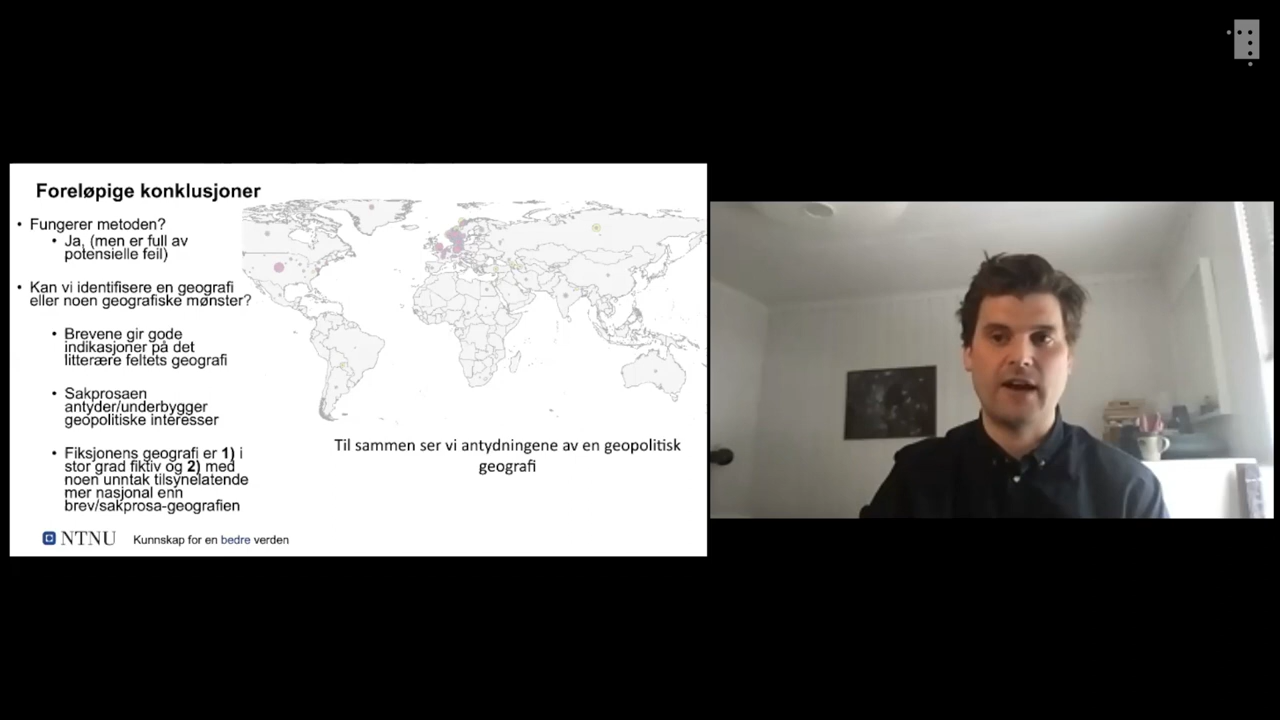 Foreløpige konklusjoner
• Fungerer metoden?
• Ja, (men er full av
potensielle feil)
• Kan vi identifisere en geografi
eller noen geografiske mønster?
• Brevene gir gode
indikasjoner på det
litterære feltets geografi
• Sakprosaen
antyder/underbygger
geopolitiske interesser
• Fiksjonens geografi er 1) i
stor grad fiktiv og 2) med
noen unntak tilsynelatende
mer nasjonal enn
brev/sakprosa-geografien
Til sammen ser vi antydningene av en geopolitisk
geografi
NTNU Kunnskap for en bedre verden